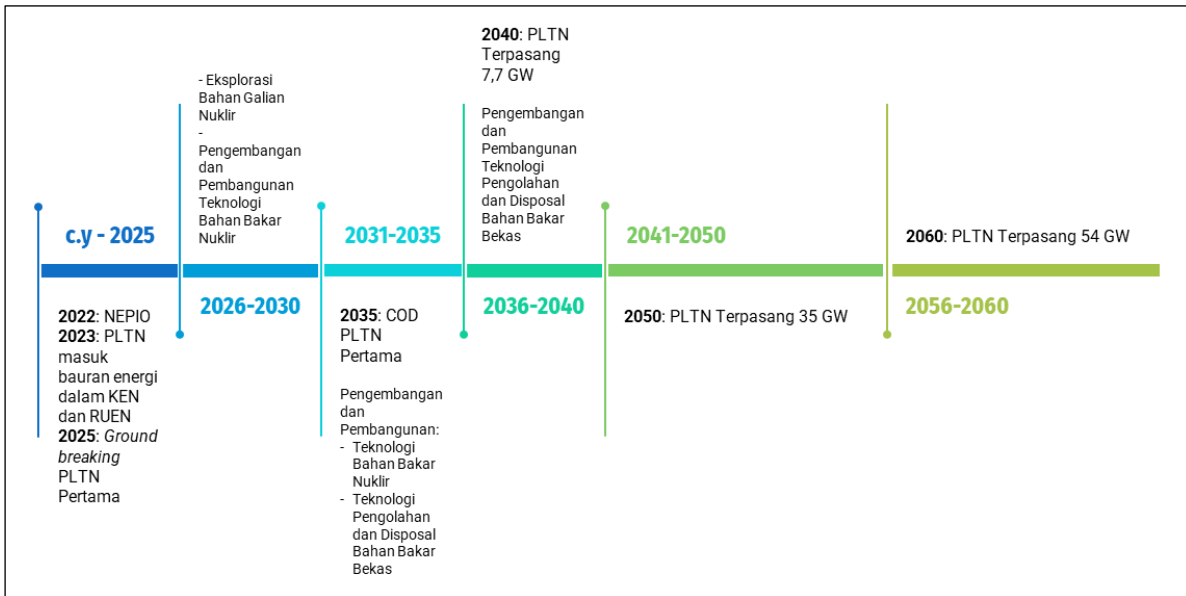 c.y - 2025
2022: NEPIO
2023: PLTN
masuk
bauran energi
dalam KEN
dan RUEN
2025: Ground
breaking
PLTN
Pertama
- Eksplorasi
Bahan Galian
Nuklir
-
Pengembangan
dan
Pembangunan
Teknologi
Bahan Bakar
Nuklir
2026-2030
2031-2035
2035: COD
PLTN
Pertama
Pengembangan
dan
Pembangunan:
- Teknologi
Bahan Bakar
Nuklir
- Teknologi
Pengolahan
dan Disposal
Bahan Bakar
Bekas
2040: PLTN
Terpasang
7,7 GW
Pengembangan
dan
Pembangunan
Teknologi
Pengolahan
dan Disposal
Bahan Bakar
Bekas
2036-2040
2041-2050
2050: PLTN Terpasang 35 GW
2060: PLTN Terpasang 54 GW
2056-2060